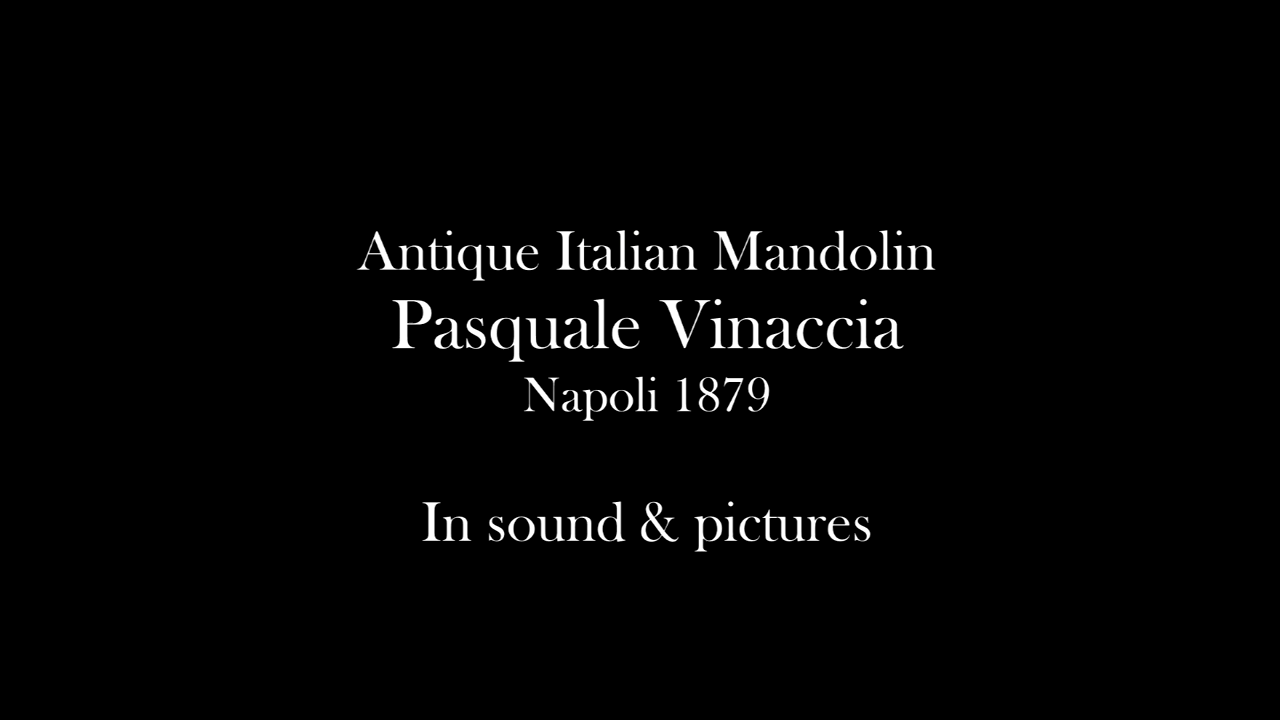 Antique Italian Mandolin
Pasquale Vinaccia
Napoli 1879
In sound & pictures